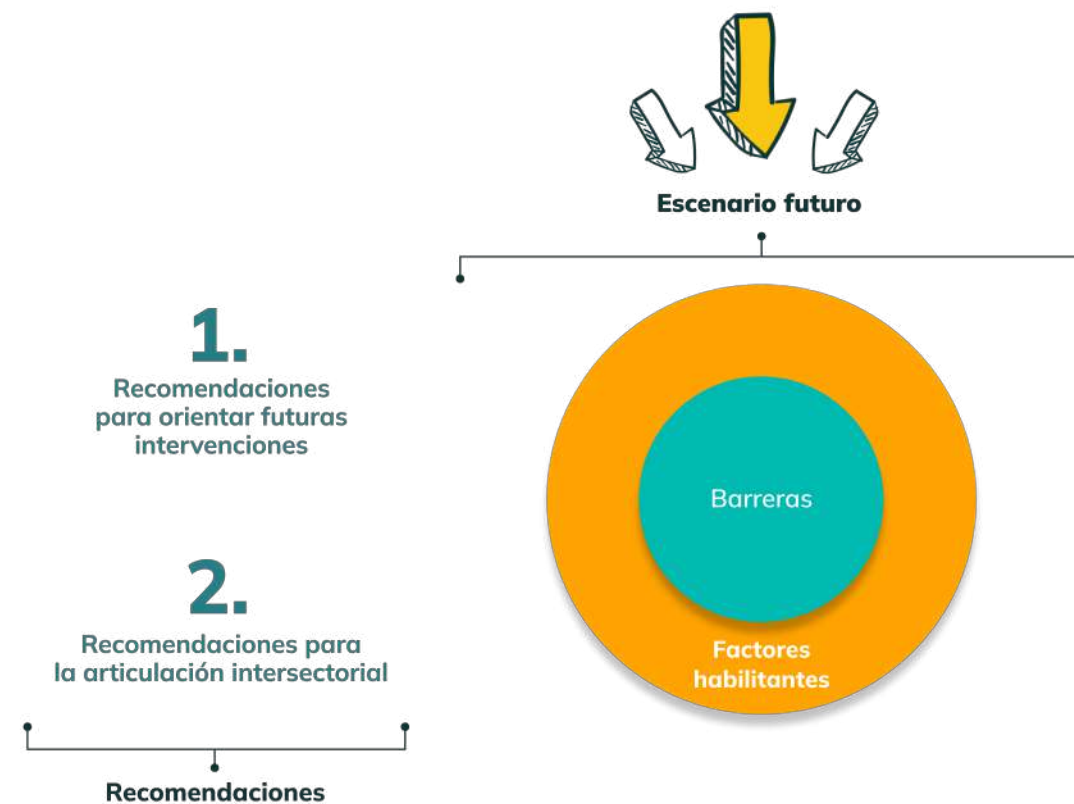 Escenario futuro
1.
Recomendaciones
para orientar futuras
intervenciones
2.
Recomendaciones para
la articulación intersectorial
Recomendaciones
Barreras
Factores
habilitantes